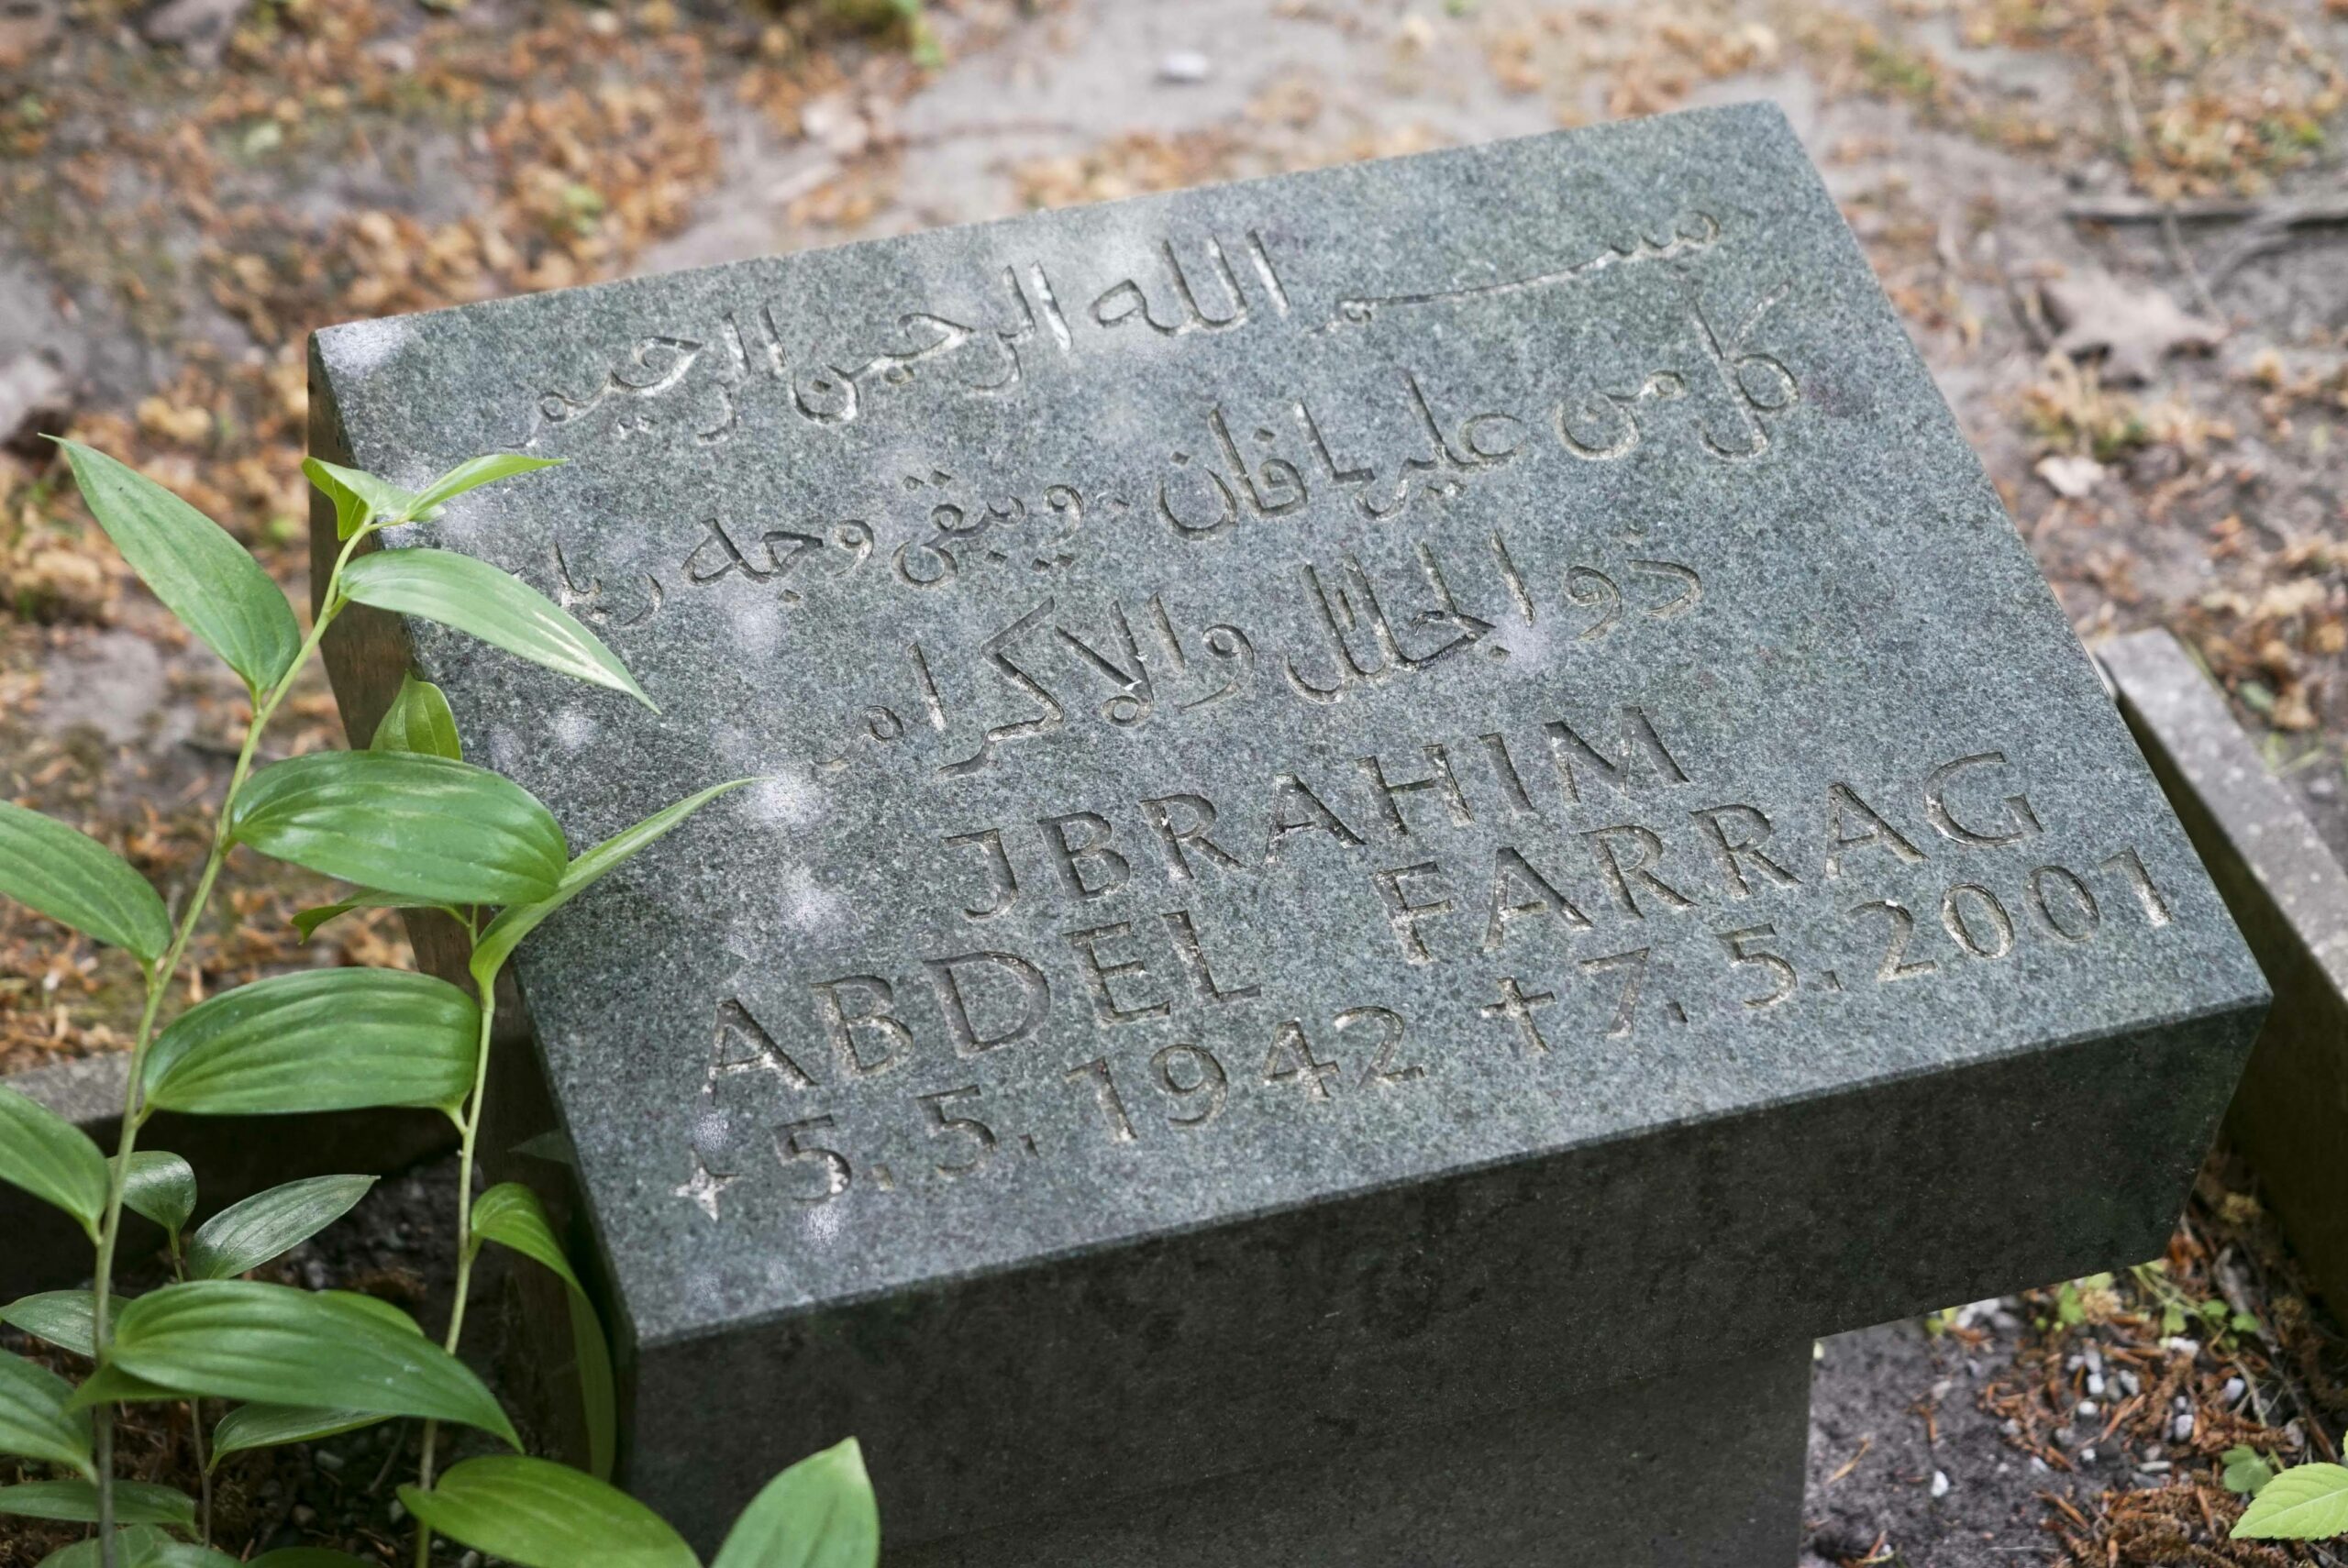 بسم الله الرحمن الرحيم
كل من عليها فان . ويبقى وجه ربك
ذو الجلال والإكرام
JBRAHIM
ABDEL FARRAG
✦ 5.5.1942 ✝ 7.5.2001